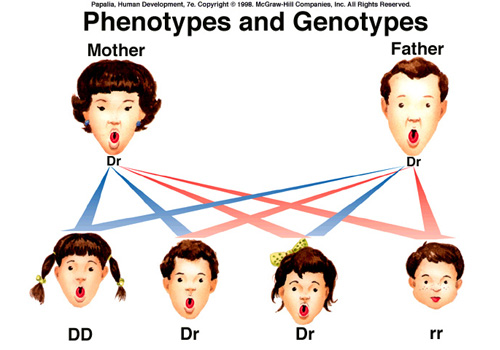 Papalia, Human Development, 7e. Copyright © 1998. McGraw-Hill Companies, Inc. All Rights Reserved.
Phenotypes and Genotypes
Mother Father
Dr Dr
DD Dr Dr rr